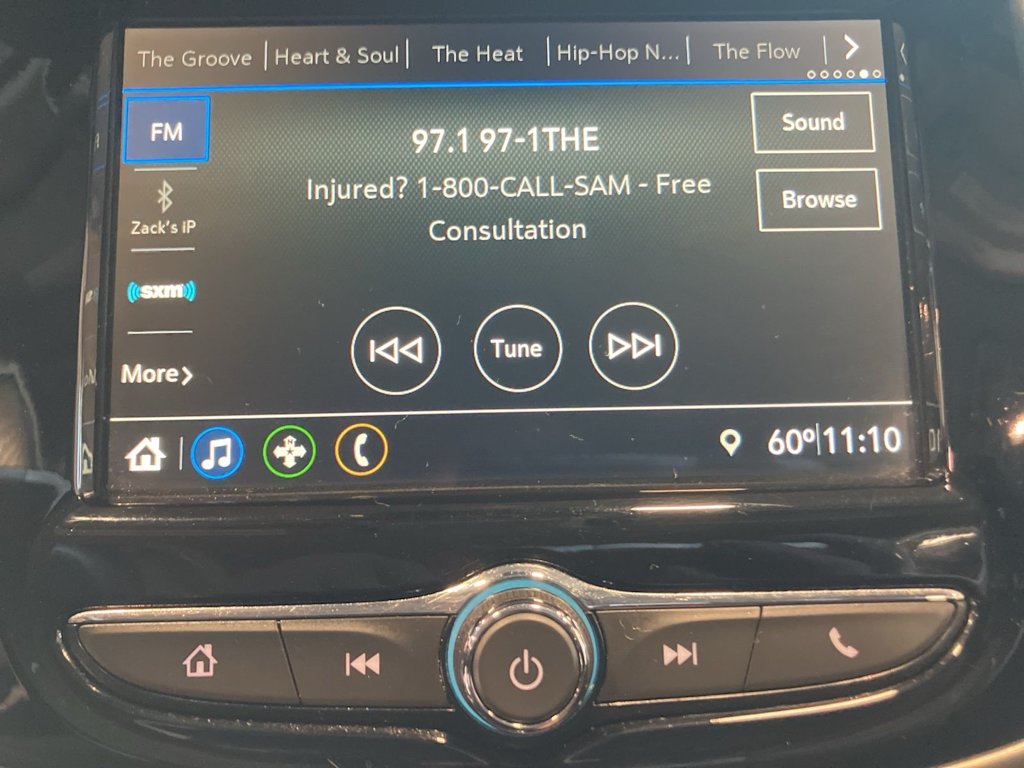 The Groove
Heart & Soul
The Heat
Hip-Hop N...
The Flow
FM
97.1 97-1THE
Sound
Injured? 1-800-CALL-SAM - Free
Consultation
Browse
Zack's iP
sxm
More
Tune
N
60º 11:10